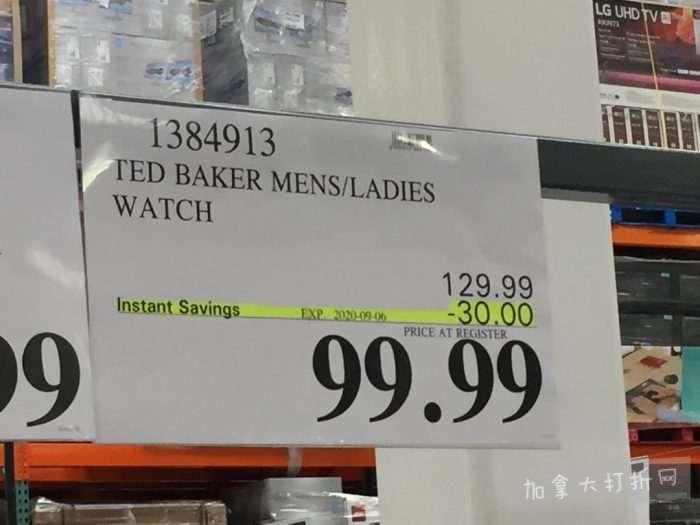 LG UHD TV
1384913
TED BAKER MENS/LADIES
WATCH
129.99
Instant Savings EXP. 2020-09-06 -30.00
PRICE AT REGISTER
99.99
99
加拿大打折网